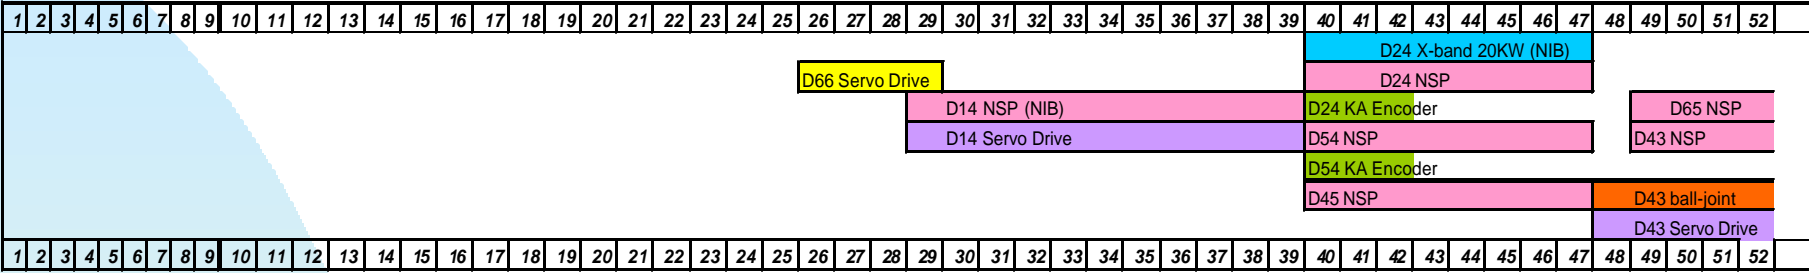 1 2 3 4 5 6 7 8 9 10 11 12 13 14 15 16 17 18 19 20 21 22 23 24 25 26 27 28 29 30 31 32 33 34 35 36 37 38 39 40 41 42 43 44 45 46 47 48 49 50 51 52
D24 X-band 20KW (NIB)
D66 Servo Drive D24 NSP
D14 NSP (NIB) D24 KA Encoder D65 NSP
D14 Servo Drive D54 NSP D43 NSP
D54 KA Encoder
D45 NSP D43 ball-joint
D43 Servo Drive
1 2 3 4 5 6 7 8 9 10 11 12 13 14 15 16 17 18 19 20 21 22 23 24 25 26 27 28 29 30 31 32 33 34 35 36 37 38 39 40 41 42 43 44 45 46 47 48 49 50 51 52